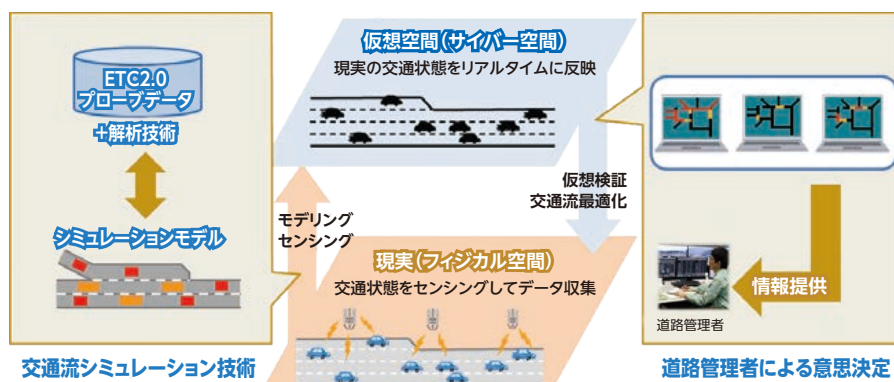 ETC2.0
プローブデータ
+解析技術
シミュレーションモデル
交通流シミュレーション技術
仮想空間(サイバー空間)
現実の交通状態をリアルタイムに反映
モデリング
センシング
仮想検証
交通流最適化
現実(フィジカル空間)
交通状態をセンシングしてデータ収集
情報提供
道路管理者
道路管理者による意思決定